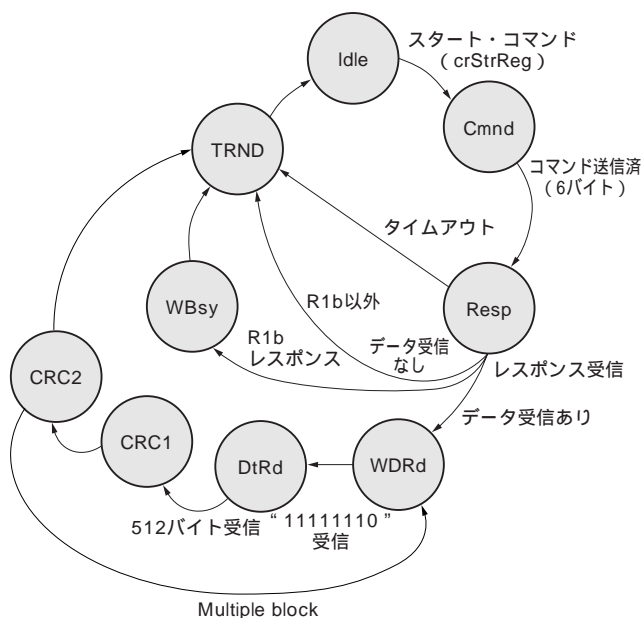 Idle
スタート・コマンド
（crStrReg）
Cmnd
TRND
コマンド送信済
（6バイト）
タイムアウト
WBsy
R1b以外
Resp
R1b
レスポンス
データ受信
なし
レスポンス受信
CRC2
データ受信あり
CRC1
DtRd
WDRd
512バイト受信
“11111110”
受信
Multiple block